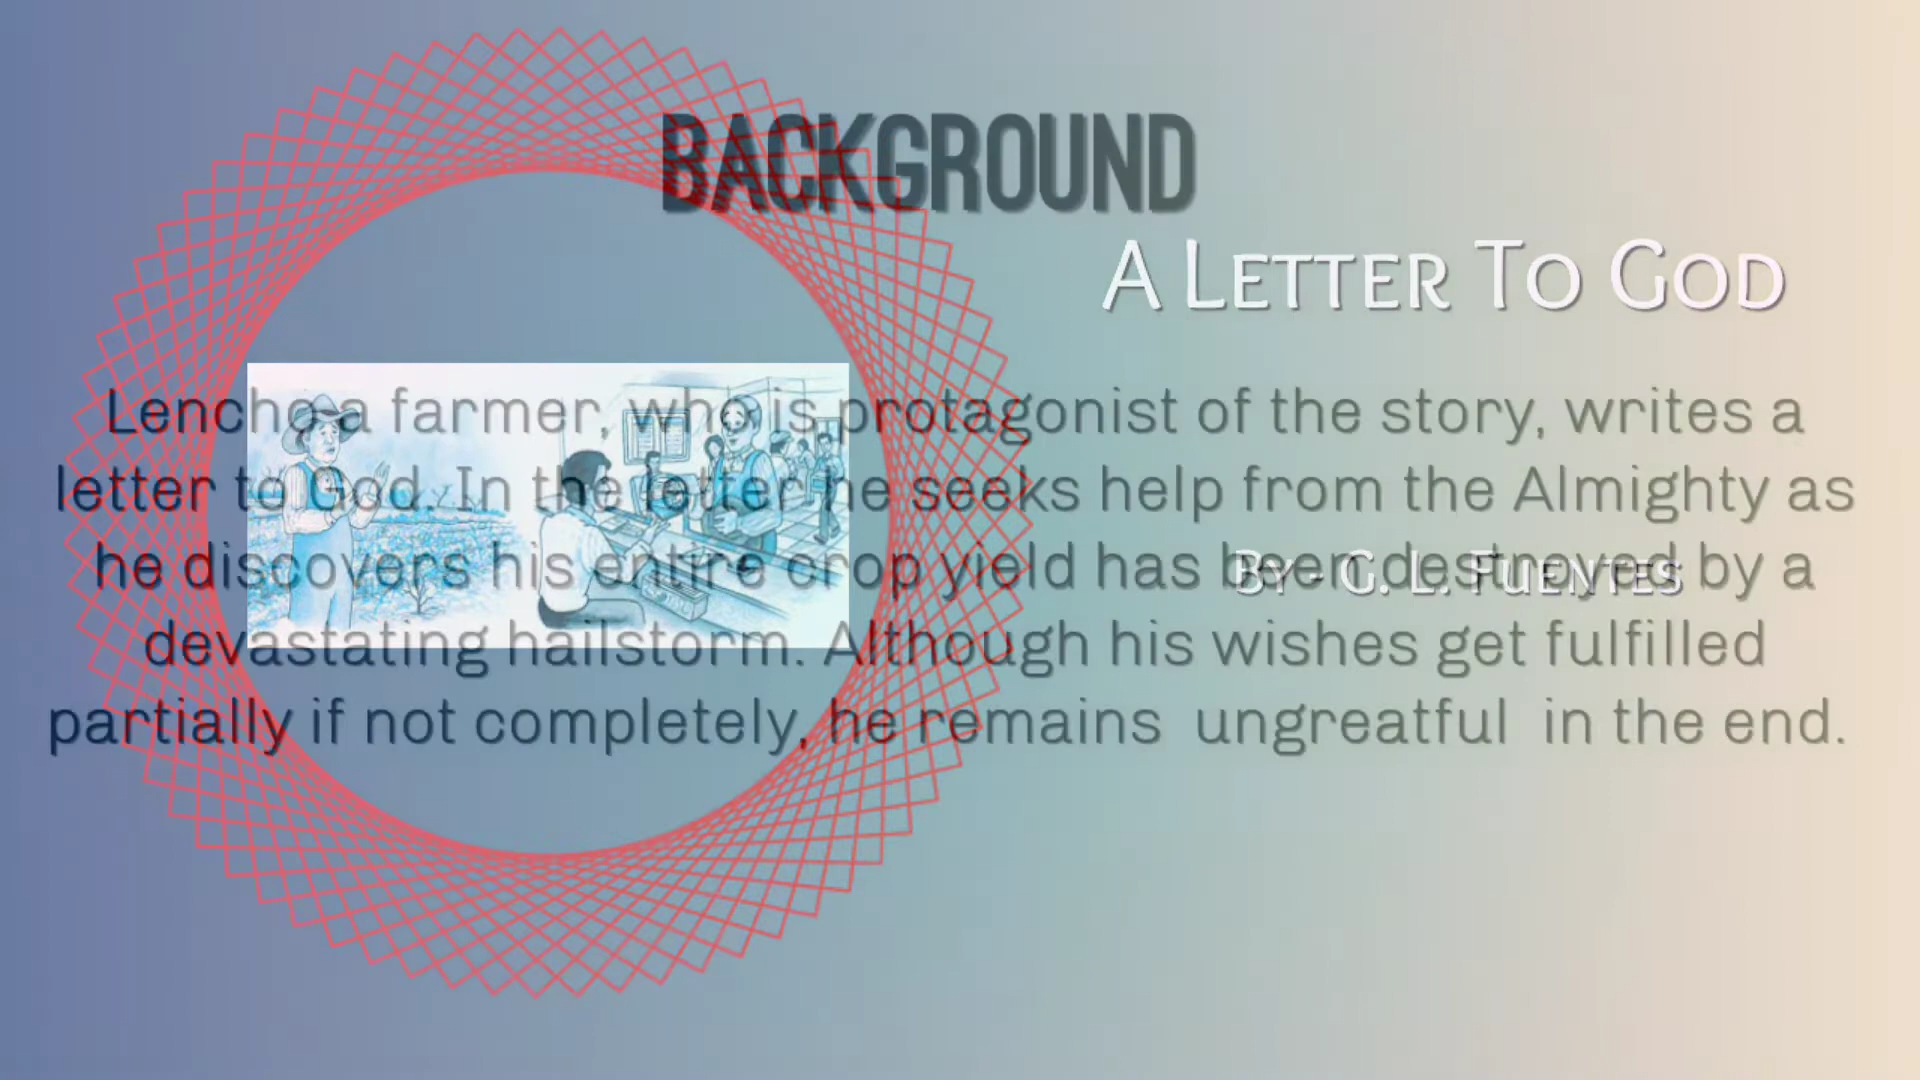 BACKGROUND
A LETTER TO GOD
Lencho a farmer, who is protagonist of the story, writes a
letter to God. In the letter he seeks help from the Almighty as
he discovers his entire crop yield has been destroyed by a
BY - G. L. FUENTES
devastating hailstorm. Although his wishes get fulfilled
partially if not completely, he remains ungreatful in the end.